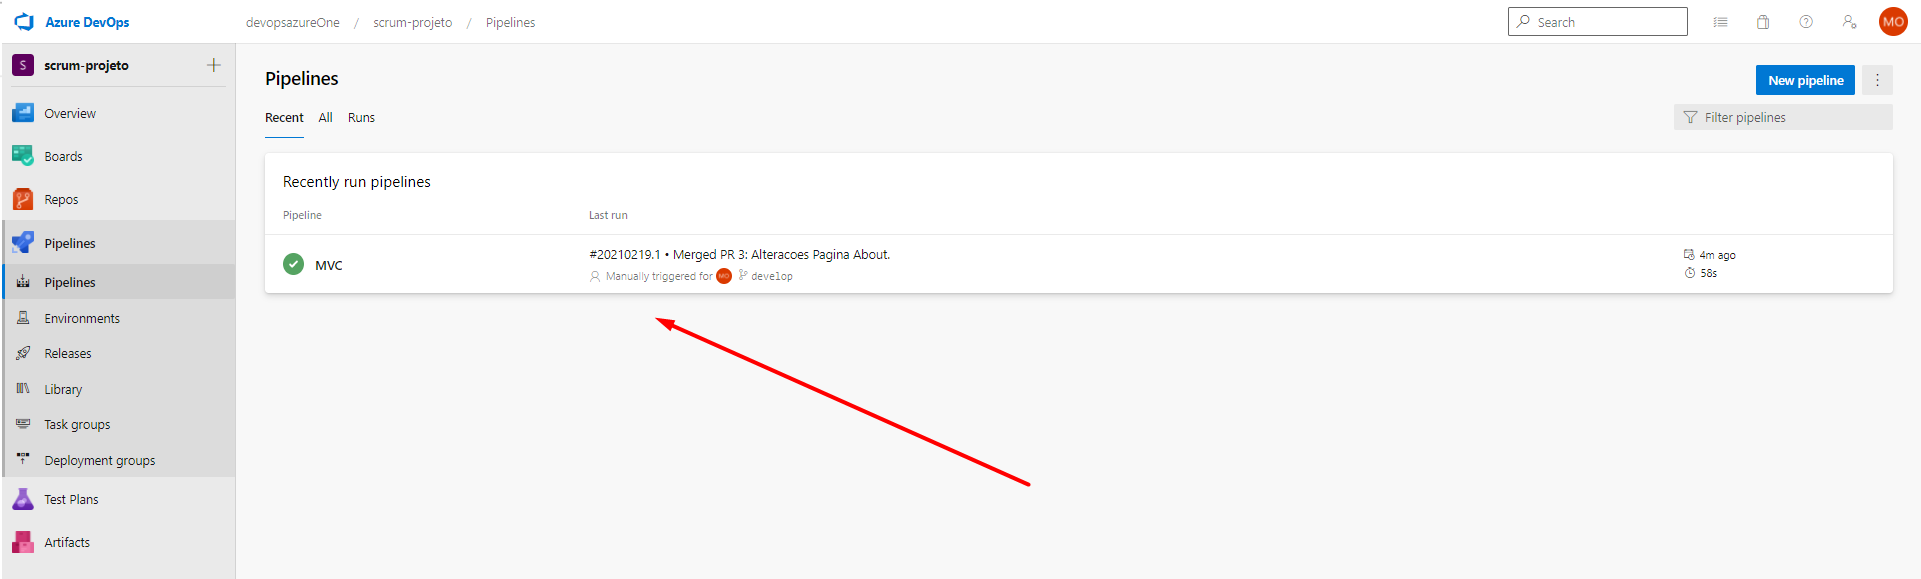 Azure DevOps
devopsazureOne / scrum-projeto / Pipelines
Search
MO
S scrum-projeto
Overview
Boards
Repos
Pipelines
Pipelines
Environments
Releases
Library
Task groups
Deployment groups
Test Plans
Artifacts
Pipelines
New pipeline
Recent All Runs
Filter pipelines
Recently run pipelines
Pipeline Last run
MVC
#20210219.1 • Merged PR 3: Alteracoes Pagina About.
Manually triggered for MO develop
4m ago
58s